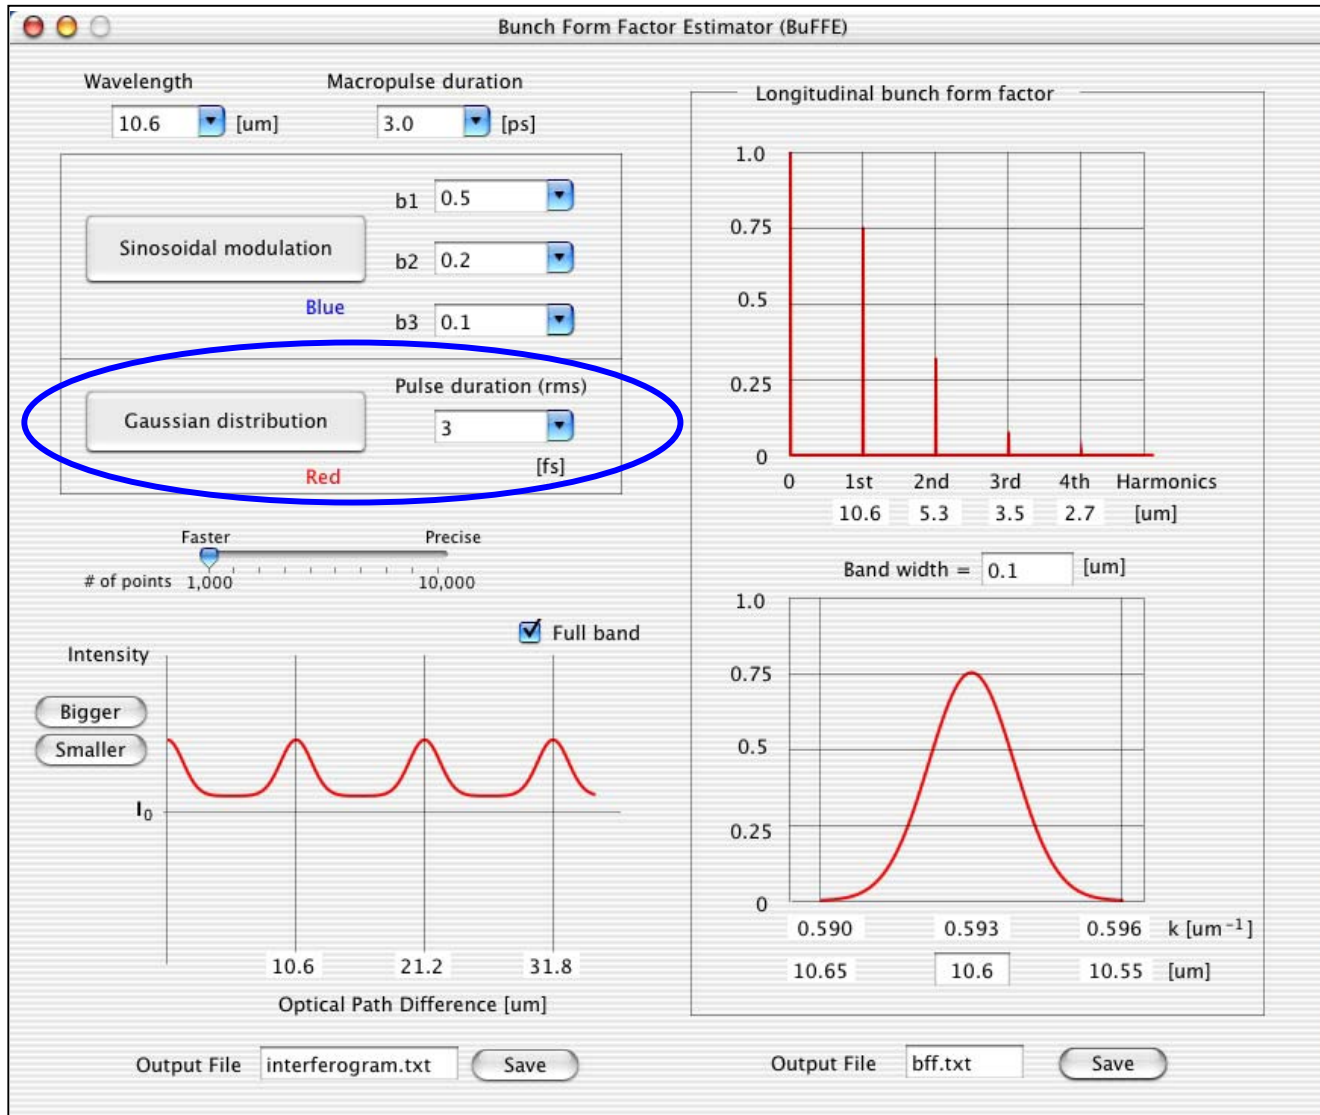 Bunch Form Factor Estimator (BuFFE)
Wavelength
Macropulse duration
10.6 [um]
3.0 [ps]
Sinosoidal modulation
Blue
b1 0.5
b2 0.2
b3 0.1
Gaussian distribution
Red
Pulse duration (rms)
3
[fs]
Faster
Precise
# of points 1,000
10,000
Full band
Intensity
Bigger
Smaller
I0
10.6 21.2 31.8
Optical Path Difference [um]
Output File interferogram.txt Save
Longitudinal bunch form factor
1.0
0.75
0.5
0.25
0
0 1st 2nd 3rd 4th Harmonics
10.6 5.3 3.5 2.7 [um]
Band width = 0.1 [um]
1.0
0.75
0.5
0.25
0
0.590 0.593 0.596 k [um⁻¹]
10.65 10.6 10.55 [um]
Output File bff.txt Save